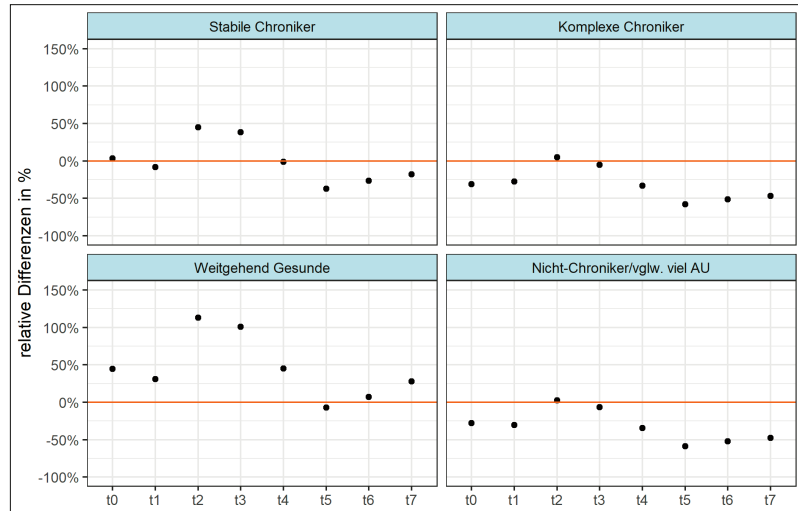 relative Differenzen in %
Stabile Chroniker
Komplexe Chroniker
150%
100%
50%
0%
-50%
-100%
Weitgehend Gesunde
Nicht-Chroniker/vglw. viel AU
150%
100%
50%
0%
-50%
-100%
t0 t1 t2 t3 t4 t5 t6 t7
t0 t1 t2 t3 t4 t5 t6 t7